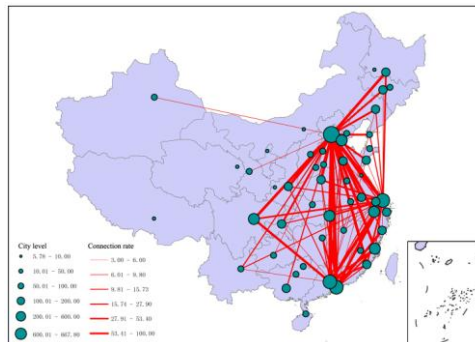 City level
5.70 - 10.00
10.01 - 50.00
50.01 - 100.00
100.01 - 200.00
200.01 - 600.00
600.01 - 667.00
Connection rate
3.00 - 6.00
6.01 - 9.80
9.81 - 15.73
15.74 - 27.90
27.91 - 53.40
53.41 - 100.00